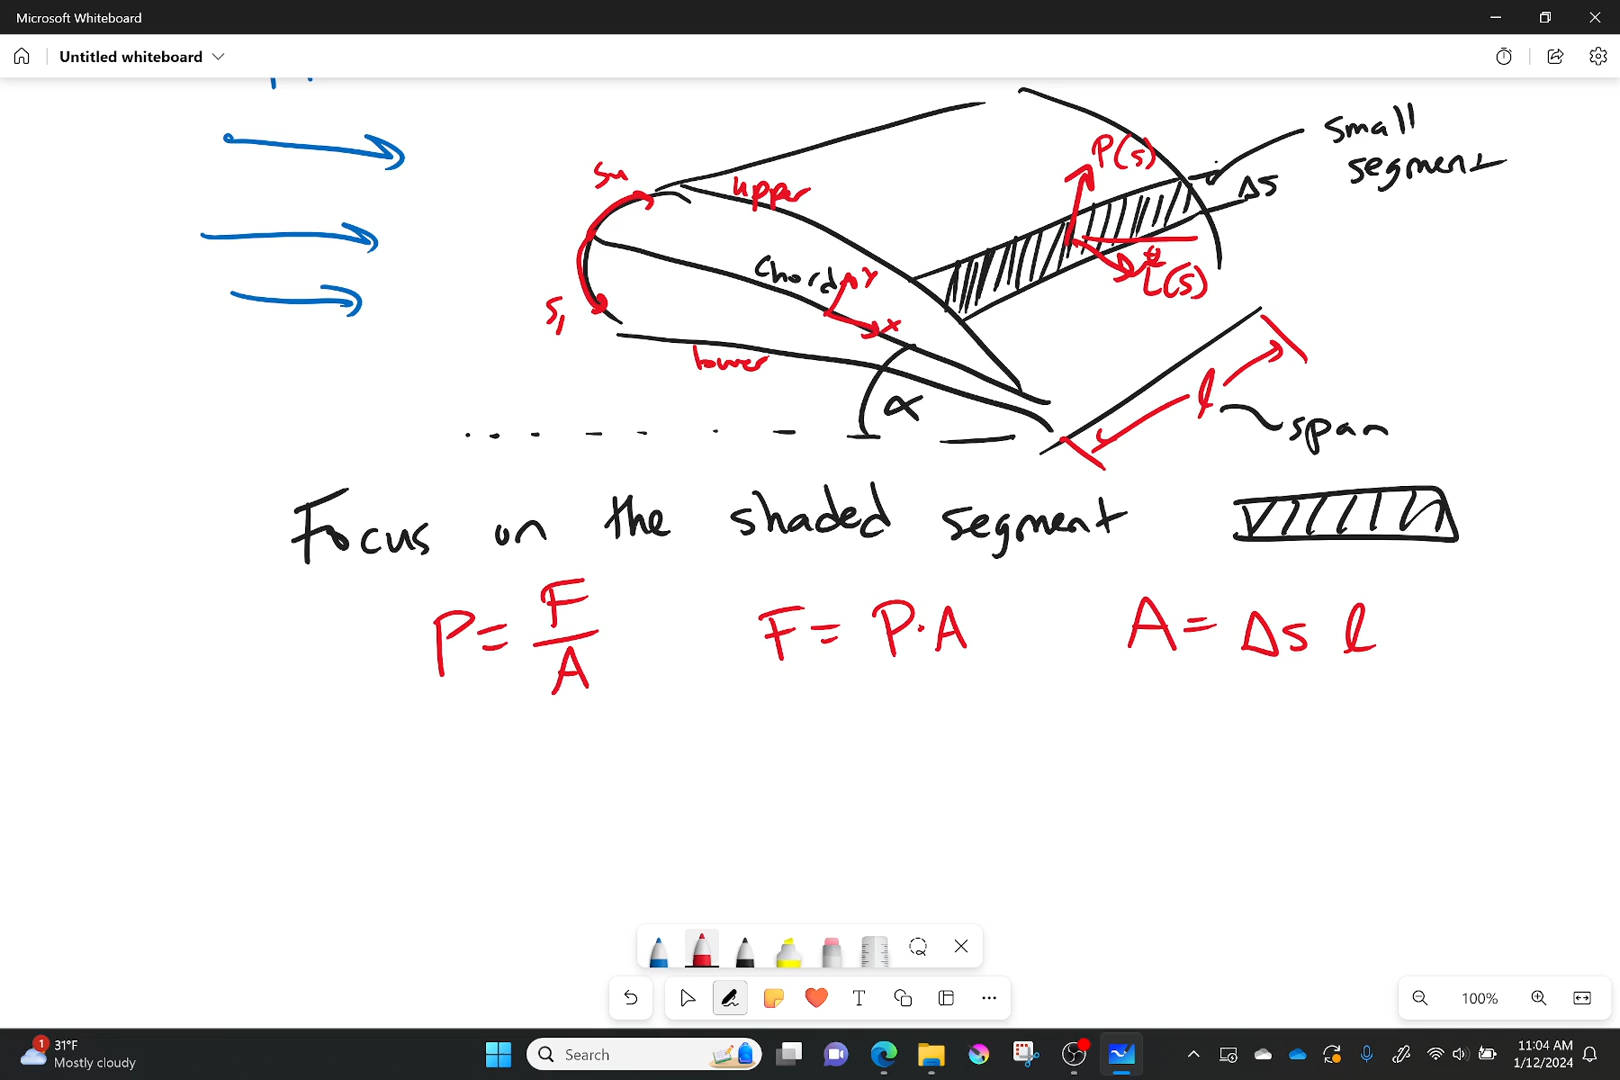 Microsoft Whiteboard
Untitled whiteboard
small
segment
P(s)
Δs
Su
upper
chord
y
x
τ(s)
S₁
lower
α
l
span
Focus on the shaded segment
P = F/A F = P·A A = Δs l
100%
1
31°F
Mostly cloudy
Search
11:04 AM
1/12/2024